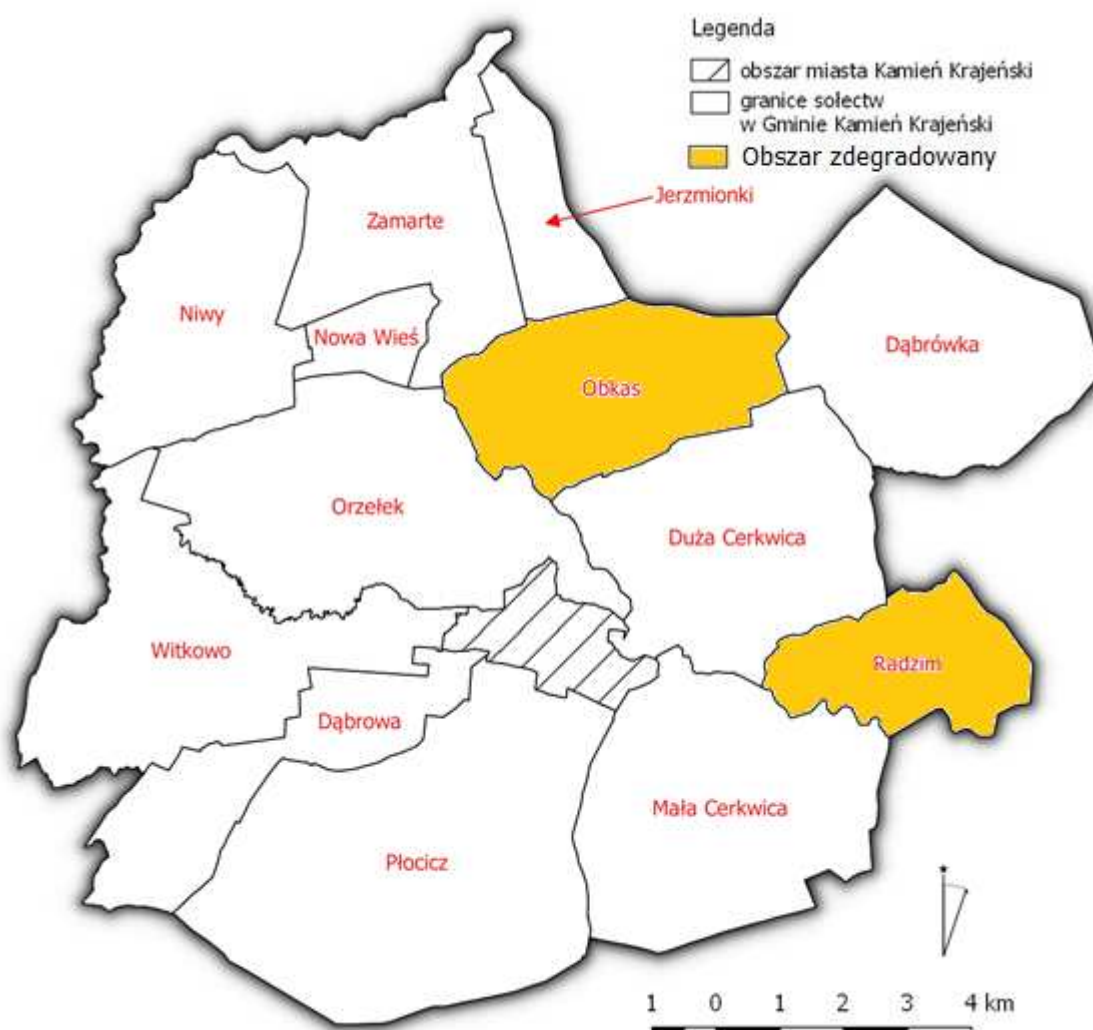 Legenda
obszar miasta Kamień Krajeński
granice sołectw
w Gminie Kamień Krajeński
Obszar zdegradowany
Jerzmionki
Zamarte
Niwy
Nowa Wieś
Dąbrówka
Obkas
Orzełek
Duża Cerkwica
Witkowo
Radzim
Dąbrowa
Mała Cerkwica
Płocicz
1 0 1 2 3 4 km